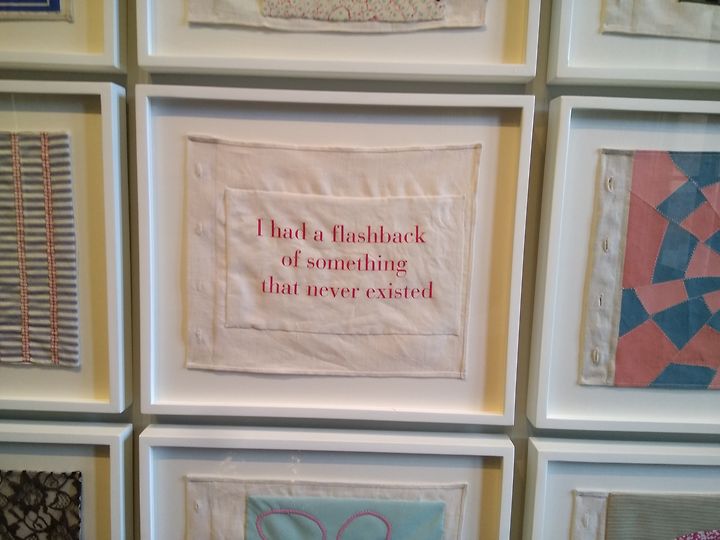 I had a flashback
of something
that never existed